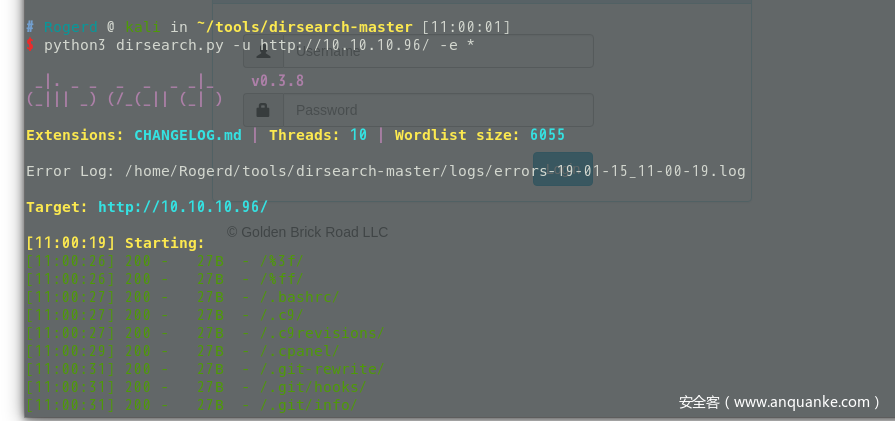 # Rogerd @ kali in ~/tools/dirsearch-master [11:00:01]
$ python3 dirsearch.py -u http://10.10.10.96/ -e *
Username
_|. _ _ _ _ _ _|_ v0.3.8
(_||| _) (/_(_|| (_| )
Password
Extensions: CHANGELOG.md | Threads: 10 | Wordlist size: 6055
Error Log: /home/Rogerd/tools/dirsearch-master/logs/errors-19-01-15_11-00-19.log
Target: http://10.10.10.96/
© Golden Brick Road LLC
[11:00:19] Starting:
[11:00:26] 200 - 27B - /%3f/
[11:00:26] 200 - 27B - /%ff/
[11:00:27] 200 - 27B - /.bashrc/
[11:00:27] 200 - 27B - /.c9/
[11:00:27] 200 - 27B - /.c9revisions/
[11:00:29] 200 - 27B - /.cpanel/
[11:00:31] 200 - 27B - /.git-rewrite/
[11:00:31] 200 - 27B - /.git/hooks/
[11:00:31] 200 - 27B - /.git/info/
安全客（www.anquanke.com）